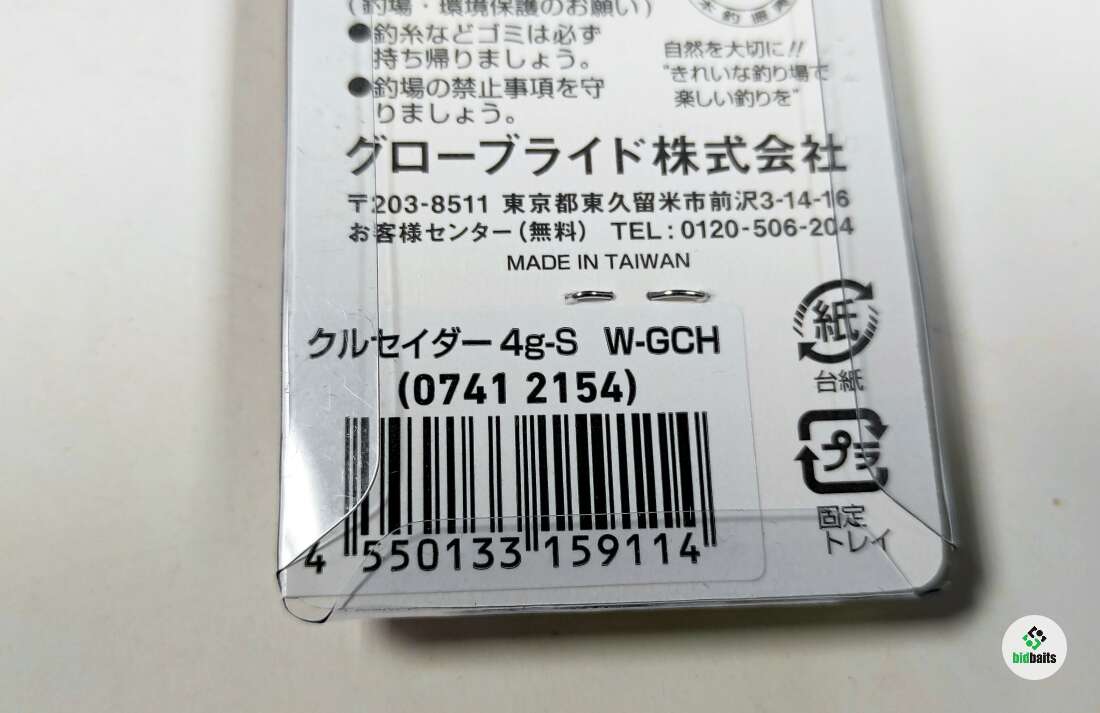 (釣場・環境保護のお願い)
●釣糸などゴミは必ず
持ち帰りましょう。
●釣場の禁止事項を守
りましょう。
自然を大切に!!
"きれいな釣り場で
楽しい釣りを"
グローブライド株式会社
〒203-8511 東京都東久留米市前沢3-14-16
お客様センター(無料) TEL:0120-506-204
MADE IN TAIWAN
クルセイダー4g-S W-GCH
(0741 2154)
4 550133 159114
紙
台紙
プラ
固定
トレイ
bidbaits